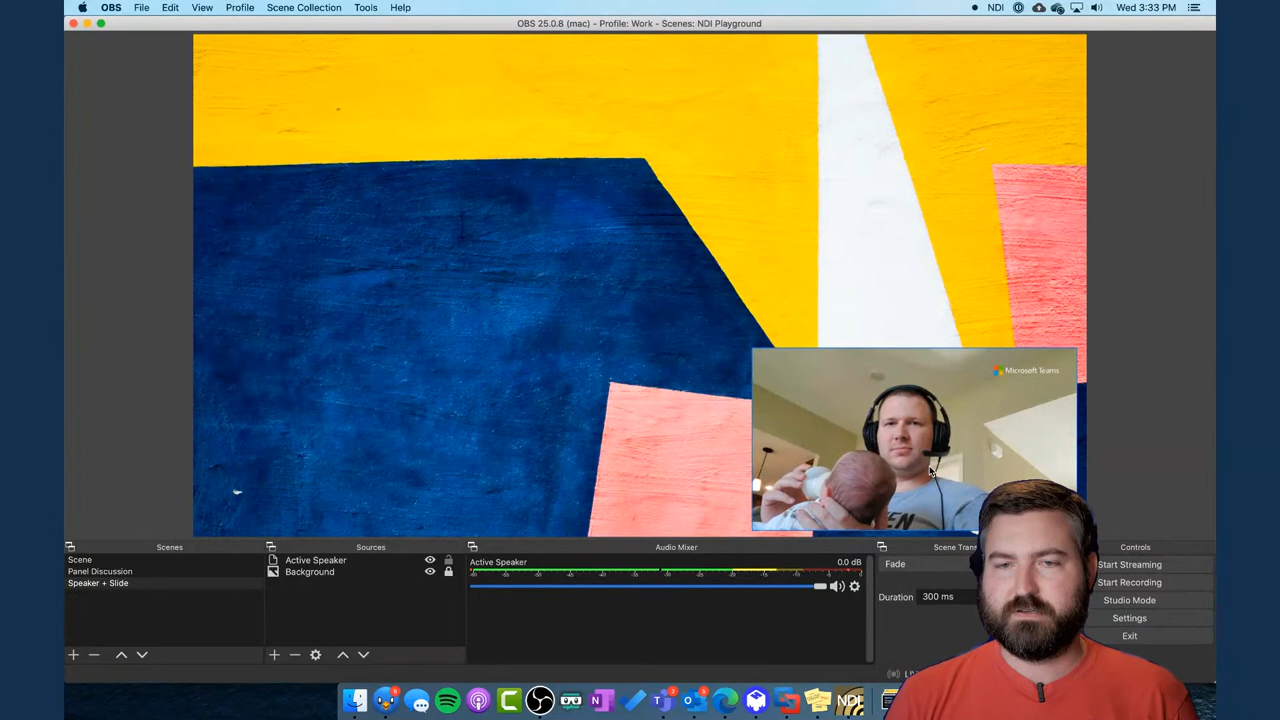 OBS File Edit View Profile Scene Collection Tools Help NDI Wed 3:33 PM
OBS 25.0.8 (mac) - Profile: Work - Scenes: NDI Playground
Microsoft Teams
EN
Scenes Sources Audio Mixer Scene Trans Controls
Scene
Panel Discussion
Speaker + Slide
Active Speaker
Background
Active Speaker 0.0 dB
Fade
Duration 300 ms
Start Streaming
Start Recording
Studio Mode
Settings
Exit
NDI